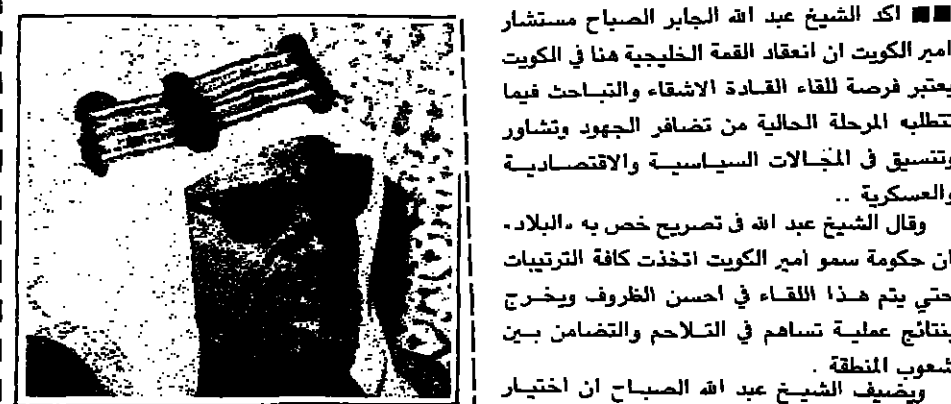 اكد الشيخ عبد الله الجابر الصباح مستشار
امير الكويت ان انعقاد القمة الخليجية هنا في الكويت
يعتبر فرصة للقاء القادة الاشقاء والتباحث فيما
تتطلبه المرحلة الحالية من تضافر الجهود وتشاور
وتنسيق في المجالات السياسية والاقتصادية
والعسكرية ..
وقال الشيخ عبد الله في تصريح خص به «البلاد»
ان حكومة سمو امير الكويت اتخذت كافة الترتيبات
حتي يتم هذا اللقاء في احسن الظروف ويخرج
بنتائج عملية تساهم في التلاحم والتضامن بين
شعوب المنطقة .
ويضيف الشيخ عبد الله الصباح ان اختيار